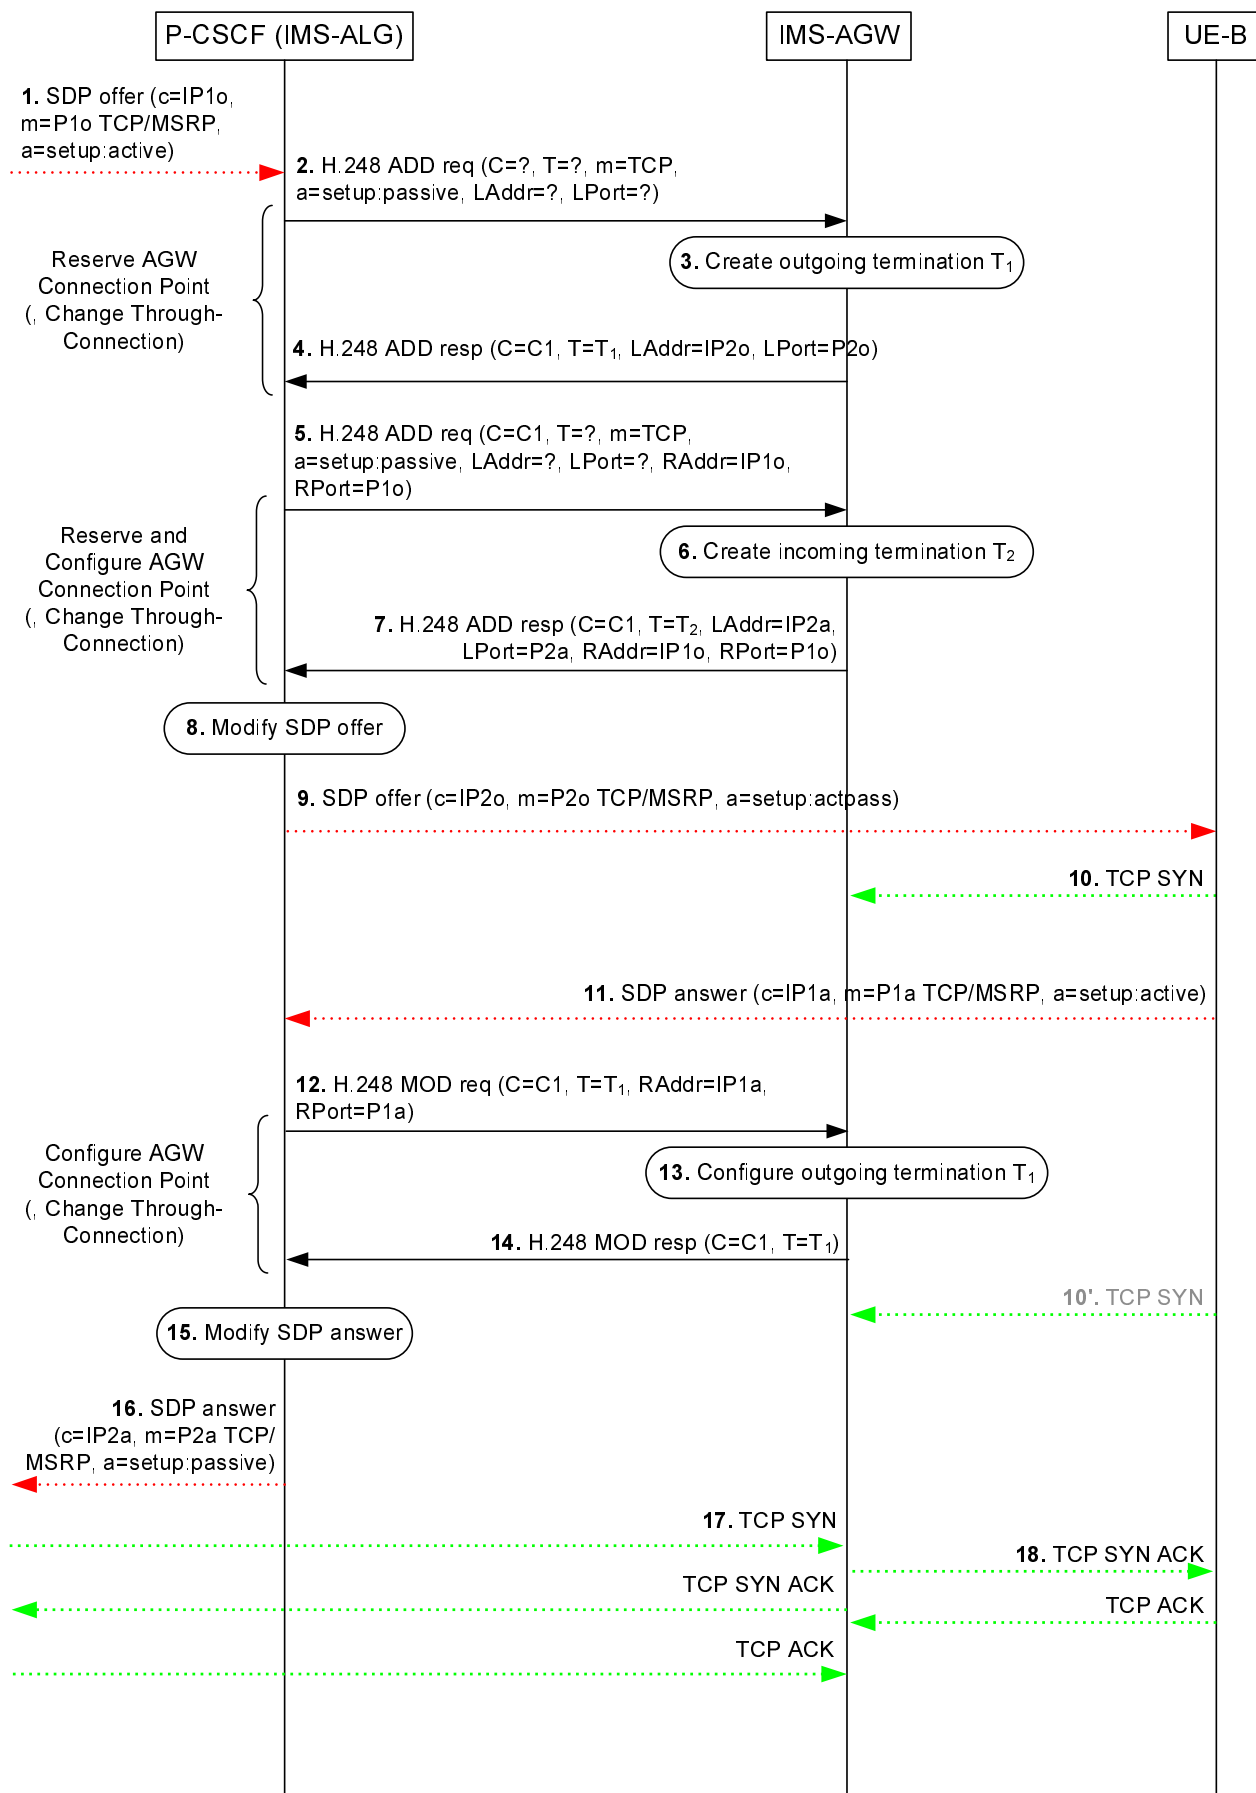 P-CSCF (IMS-ALG)
IMS-AGW
UE-B
1. SDP offer (c=IP1o,
m=P1o TCP/MSRP,
a=setup:active)
2. H.248 ADD req (C=?, T=?, m=TCP,
a=setup:passive, LAddr=?, LPort=?)
Reserve AGW
Connection Point
(, Change Through-
Connection)
3. Create outgoing termination T1
4. H.248 ADD resp (C=C1, T=T1, LAddr=IP2o, LPort=P2o)
5. H.248 ADD req (C=C1, T=?, m=TCP,
a=setup:passive, LAddr=?, LPort=?, RAddr=IP1o,
RPort=P1o)
Reserve and
Configure AGW
Connection Point
(, Change Through-
Connection)
6. Create incoming termination T2
7. H.248 ADD resp (C=C1, T=T2, LAddr=IP2a,
LPort=P2a, RAddr=IP1o, RPort=P1o)
8. Modify SDP offer
9. SDP offer (c=IP2o, m=P2o TCP/MSRP, a=setup:actpass)
10. TCP SYN
11. SDP answer (c=IP1a, m=P1a TCP/MSRP, a=setup:active)
12. H.248 MOD req (C=C1, T=T1, RAddr=IP1a,
RPort=P1a)
Configure AGW
Connection Point
(, Change Through-
Connection)
13. Configure outgoing termination T1
14. H.248 MOD resp (C=C1, T=T1)
10'. TCP SYN
15. Modify SDP answer
16. SDP answer
(c=IP2a, m=P2a TCP/
MSRP, a=setup:passive)
17. TCP SYN
18. TCP SYN ACK
TCP SYN ACK
TCP ACK
TCP ACK